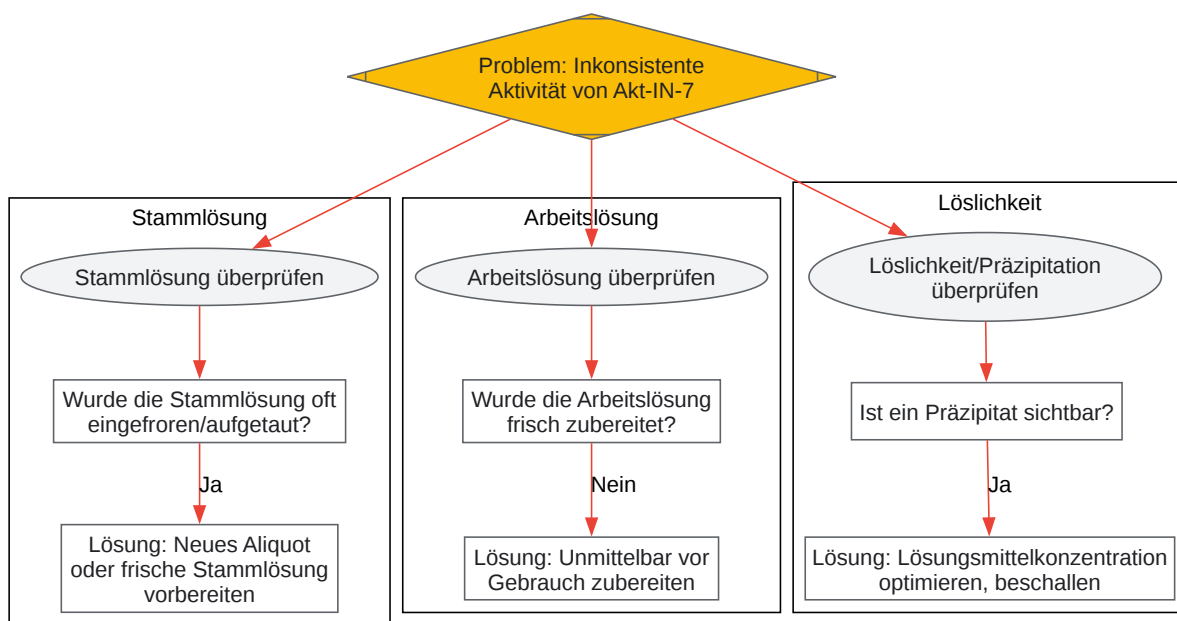 Problem: Inkonsistente
Aktivität von Akt-IN-7
Stammlösung
Stammlösung überprüfen
Wurde die Stammlösung oft
eingefroren/aufgetaut?
Ja
Lösung: Neues Aliquot
oder frische Stammlösung
vorbereiten
Arbeitslösung
Arbeitslösung überprüfen
Wurde die Arbeitslösung
frisch zubereitet?
Nein
Lösung: Unmittelbar vor
Gebrauch zubereiten
Löslichkeit
Löslichkeit/Präzipitation
überprüfen
Ist ein Präzipitat sichtbar?
Ja
Lösung: Lösungsmittelkonzentration
optimieren, beschallen